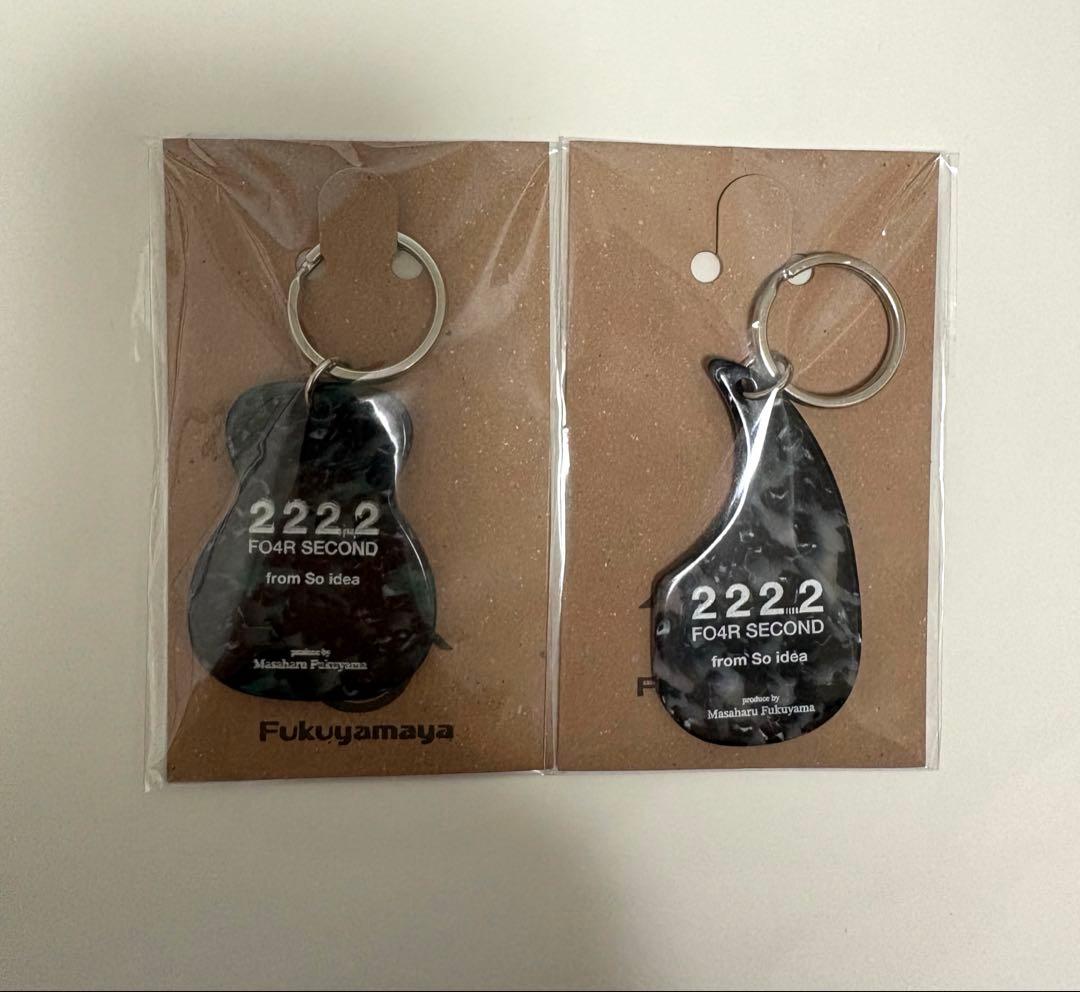 2222
FO4R SECOND
from So idea
produce by
Masaharu Fukuyama
Fukuyamaya
2222
FO4R SECOND
from So idea
produce by
Masaharu Fukuyama
F